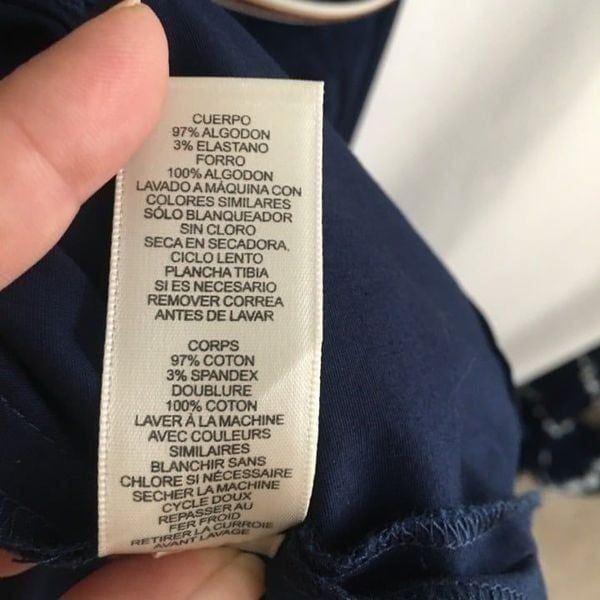 CUERPO
97% ALGODON
3% ELASTANO
FORRO
100% ALGODON
LAVADO A MÁQUINA CON
COLORES SIMILARES
SÓLO BLANQUEADOR
SIN CLORO
SECA EN SECADORA,
CICLO LENTO
PLANCHA TIBIA
SI ES NECESARIO
REMOVER CORREA
ANTES DE LAVAR
CORPS
97% COTON
3% SPANDEX
DOUBLURE
100% COTON
LAVER À LA MACHINE
AVEC COULEURS
SIMILAIRES
BLANCHIR SANS
CHLORE SI NÉCESSAIRE
SECHER LA MACHINE
CYCLE DOUX
REPASSER AU
FER FROID
RETIRER LA CURROIE
AVANT LAVAGE